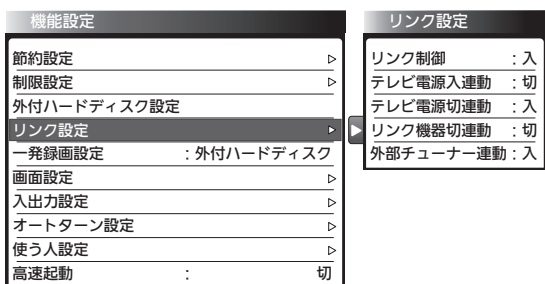 機能設定
節約設定
制限設定
外付ハードディスク設定
リンク設定
一発録画設定 : 外付ハードディスク
画面設定
入出力設定
オートターン設定
使う人設定
高速起動 : 切
リンク設定
リンク制御 : 入
テレビ電源入連動 : 切
テレビ電源切連動 : 入
リンク機器切連動 : 切
外部チューナー連動 : 入